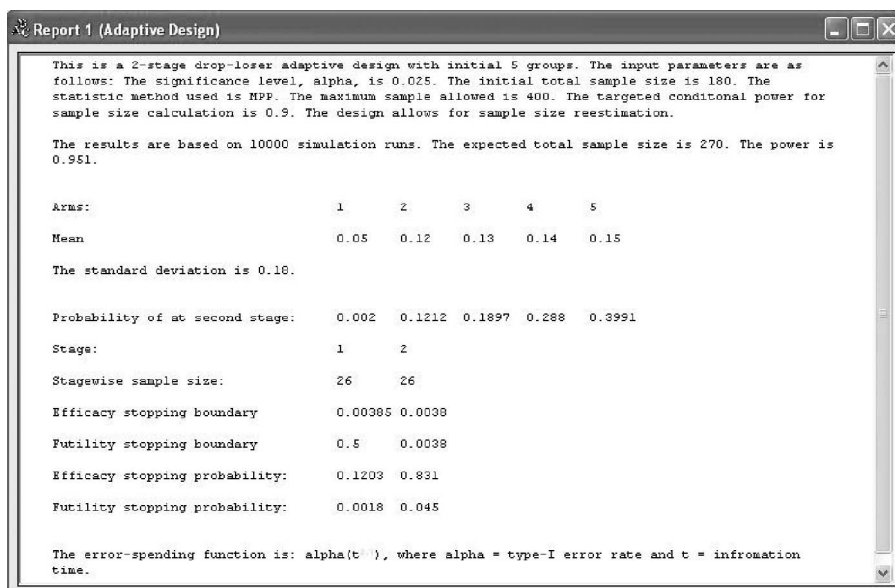 Report 1 (Adaptive Design)
This is a 2-stage drop-loser adaptive design with initial 5 groups. The input parameters are as
follows: The significance level, alpha, is 0.025. The initial total sample size is 180. The
statistic method used is MPP. The maximum sample allowed is 400. The targeted conditonal power for
sample size calculation is 0.9. The design allows for sample size reestimation.
The results are based on 10000 simulation runs. The expected total sample size is 270. The power is
0.951.
Arms: 1 2 3 4 5
Mean 0.05 0.12 0.13 0.14 0.15
The standard deviation is 0.18.
Probability of at second stage: 0.002 0.1212 0.1897 0.288 0.3991
Stage: 1 2
Stagewise sample size: 26 26
Efficacy stopping boundary 0.00385 0.0038
Futility stopping boundary 0.5 0.0038
Efficacy stopping probability: 0.1203 0.831
Futility stopping probability: 0.0018 0.045
The error-spending function is: alpha(t ), where alpha = type-I error rate and t = infromation
time.